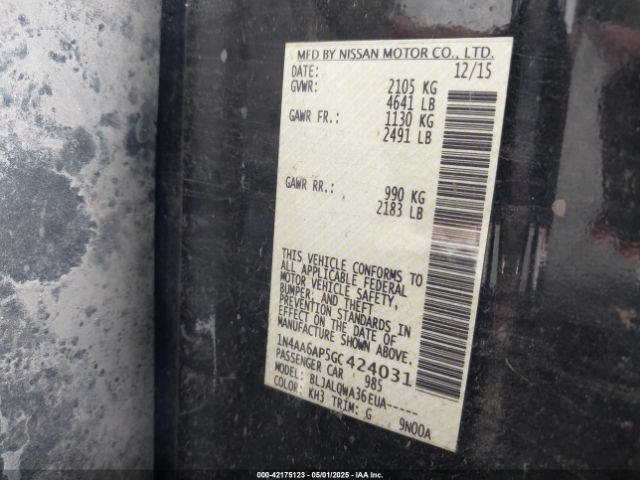 MFD BY NISSAN MOTOR CO., LTD.
DATE: 12/15
GVWR: 2105 KG
4641 LB
GAWR FR.: 1130 KG
2491 LB
GAWR RR.: 990 KG
2183 LB
THIS VEHICLE CONFORMS TO
ALL APPLICABLE FEDERAL
MOTOR VEHICLE SAFETY,
BUMPER, AND THEFT
PREVENTION STANDARDS IN
EFFECT ON THE DATE OF
MANUFACTURE SHOWN ABOVE.
1N4AA6AP5GC424031
PASSENGER CAR 985
MODEL: BLJALQWA36EUA-----
COLOR: KH3 TRIM: G 9N00A
000-42175123 - 05/01/2025 - IAA Inc.